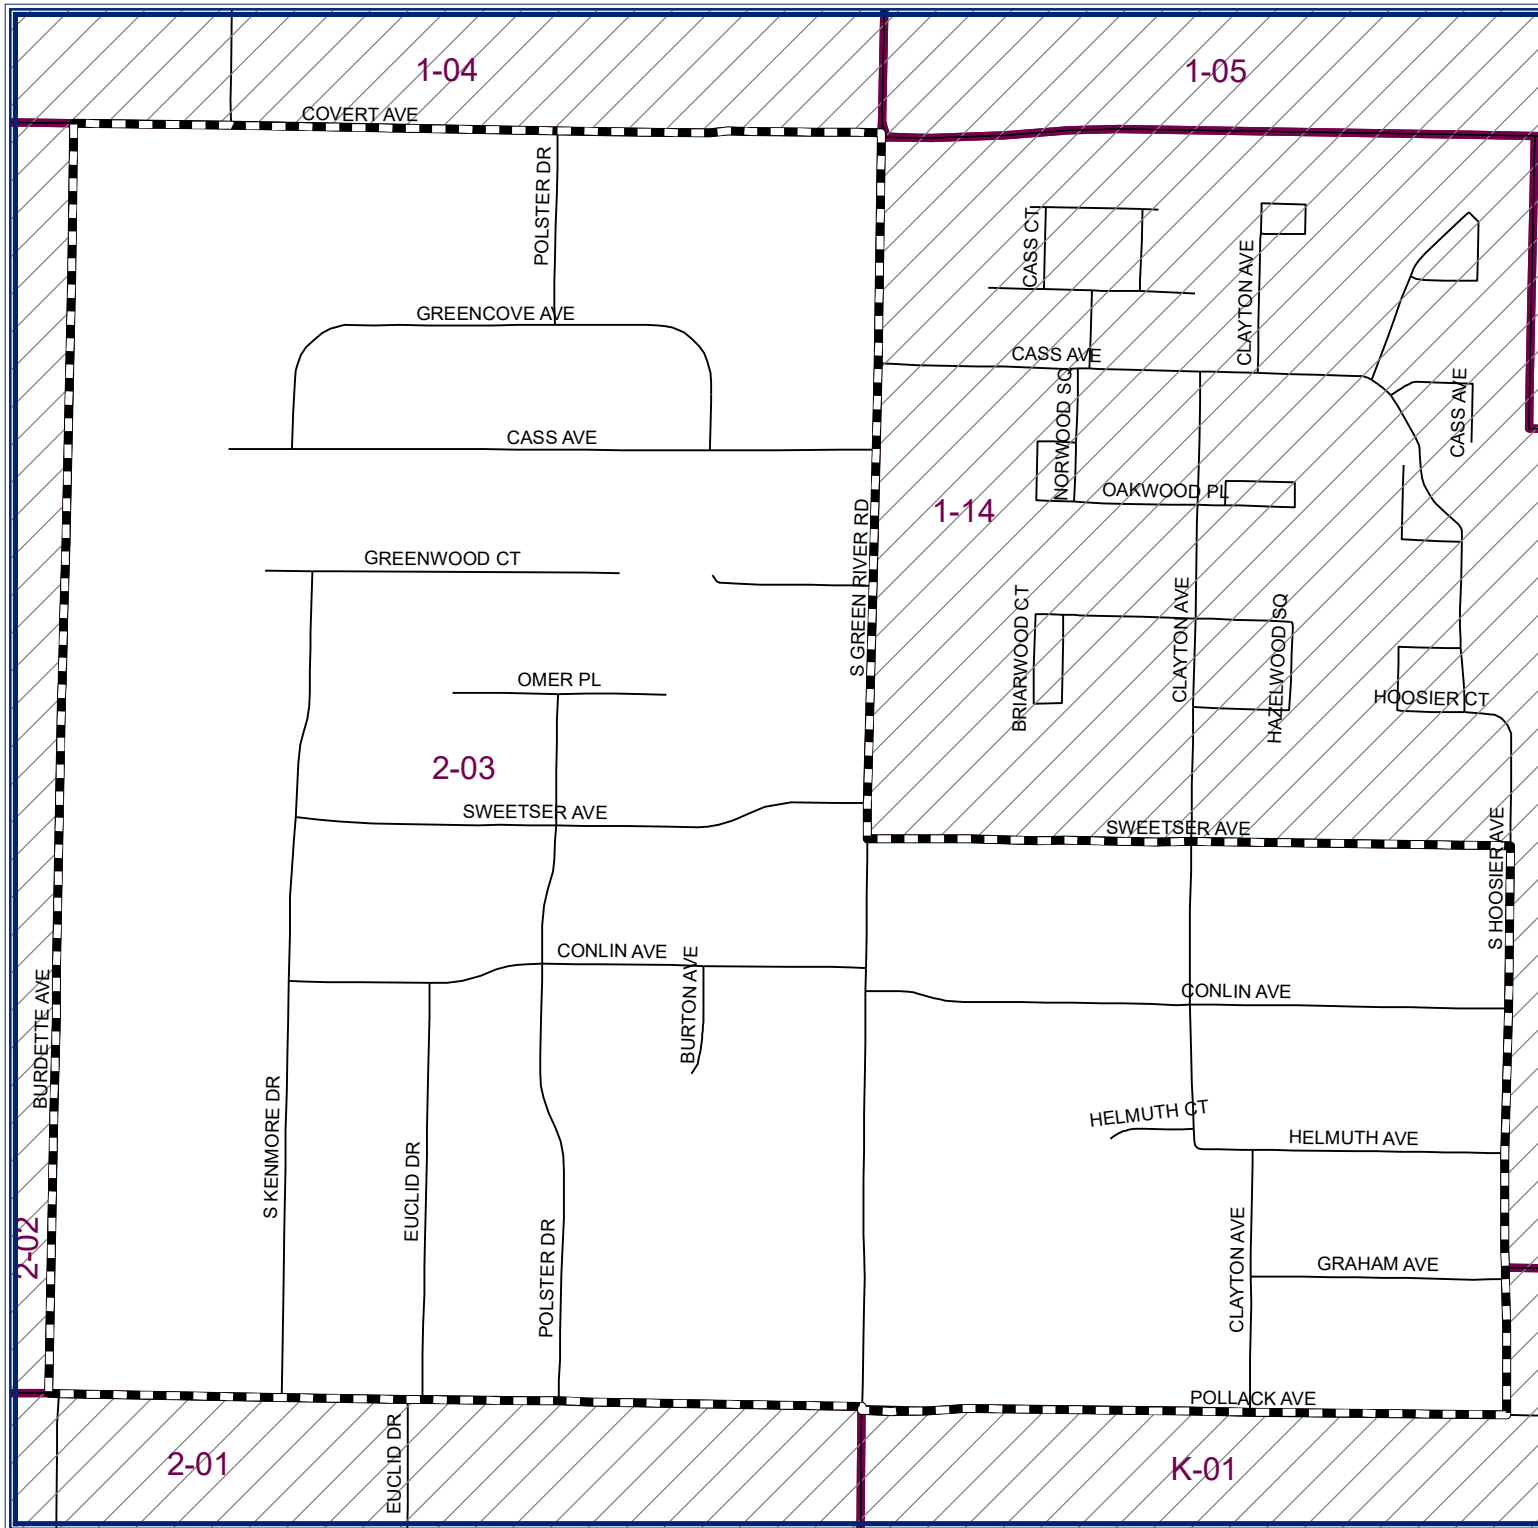 1-04
1-05
COVERT AVE
POLSTER DR
CASS CT
CLAYTON AVE
GREENCOVE AVE
CASS AVE
NORWOOD SQ
CASS AVE
CASS AVE
OAKWOOD PL
1-14
S GREEN RIVER RD
GREENWOOD CT
BRIARWOOD CT
CLAYTON AVE
HAZELWOOD SQ
HOOSIER CT
OMER PL
2-03
SWEETSER AVE
SWEETSER AVE
S HOOSIER AVE
CONLIN AVE
BURTON AVE
CONLIN AVE
BURDETTE AVE
S KENMORE DR
EUCLID DR
POLSTER DR
HELMUTH CT
HELMUTH AVE
CLAYTON AVE
GRAHAM AVE
2-02
POLLACK AVE
2-01
EUCLID DR
K-01